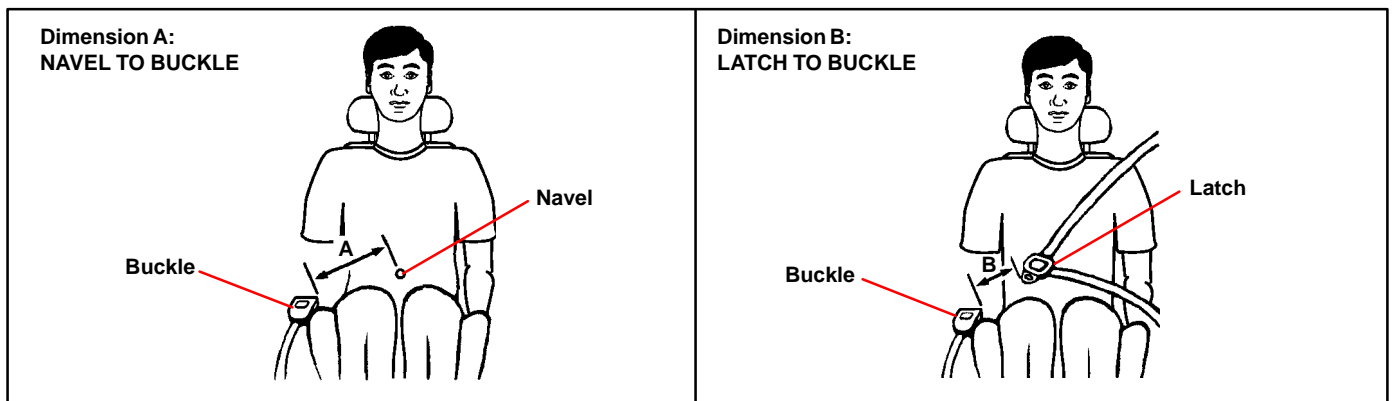 Dimension A:
NAVEL TO BUCKLE
Navel
A
Buckle
Dimension B:
LATCH TO BUCKLE
Latch
B
Buckle